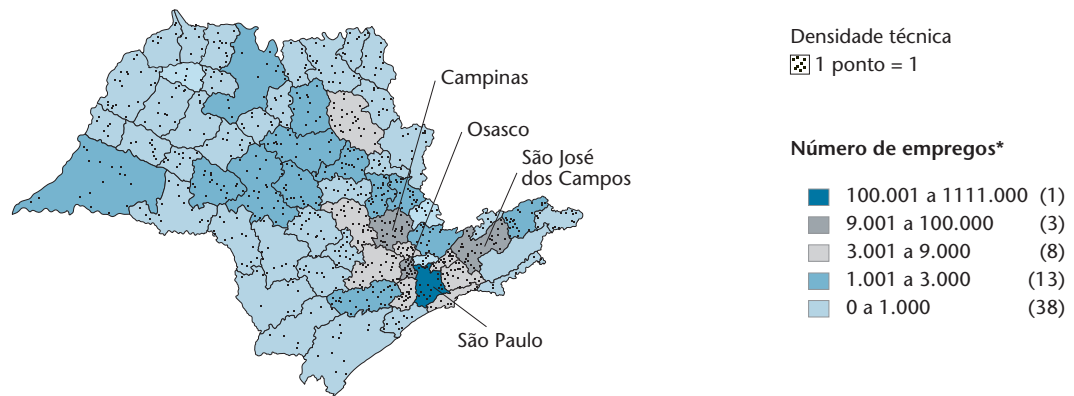 Campinas
Osasco
São José
dos Campos
São Paulo
Densidade técnica
1 ponto = 1
Número de empregos*
100.001 a 1111.000 (1)
9.001 a 100.000 (3)
3.001 a 9.000 (8)
1.001 a 3.000 (13)
0 a 1.000 (38)